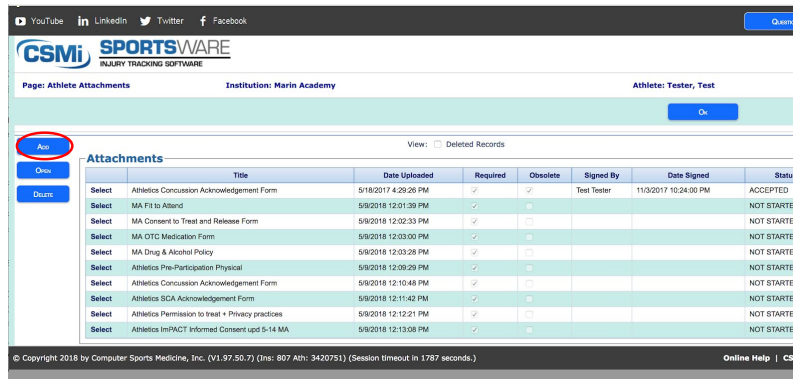 YouTube LinkedIn Twitter Facebook
CSMi SPORTSWARE
INJURY TRACKING SOFTWARE
Page: Athlete Attachments Institution: Marin Academy Athlete: Tester, Test
OK
ADD View: Deleted Records
Attachments
OPEN
DELETE
Title Date Uploaded Required Obsolete Signed By Date Signed
Select Athletics Concussion Acknowledgement Form 5/18/2017 4:29:26 PM Test Tester 11/3/2017 10:24:00 PM ACCEPTED
Select MA Fit to Attend 5/9/2018 12:01:39 PM NOT STARTE
Select MA Consent to Treat and Release Form 5/9/2018 12:02:33 PM NOT STARTE
Select MA OTC Medication Form 5/9/2018 12:03:00 PM NOT STARTE
Select MA Drug & Alcohol Policy 5/9/2018 12:03:28 PM NOT STARTE
Select Athletics Pre-Participation Physical 5/9/2018 12:09:29 PM NOT STARTE
Select Athletics Concussion Acknowledgement Form 5/9/2018 12:10:48 PM NOT STARTE
Select Athletics SCA Acknowledgement Form 5/9/2018 12:11:42 PM NOT STARTE
Select Athletics Permission to treat + Privacy practices 5/9/2018 12:12:21 PM NOT STARTE
Select Athletics ImPACT Informed Consent upd 5-14 MA 5/9/2018 12:13:08 PM NOT STARTE
© Copyright 2018 by Computer Sports Medicine, Inc. (V1.97.50.7) (Ins: 807 Ath: 3420751) (Session timeout in 1787 seconds.) Online Help | CS